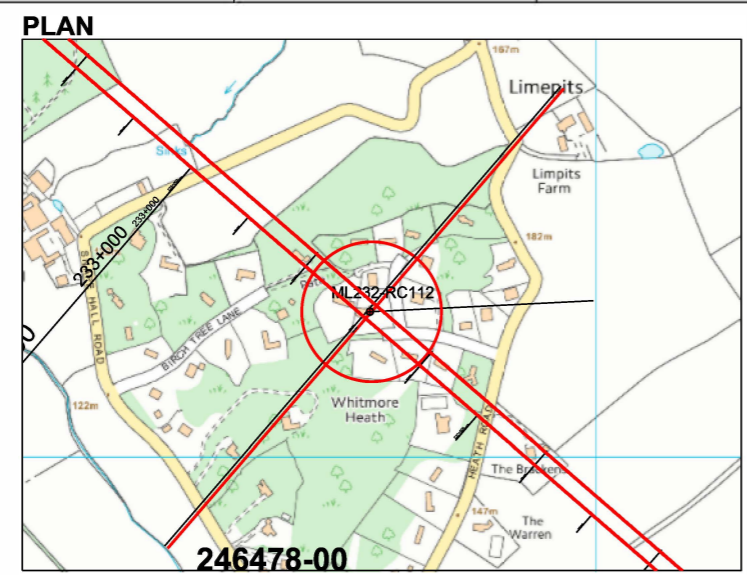 PLAN
167m
Limepits
Sinks
Limpits
Farm
233+000
233+000
182m
ML232-RC112
HALL ROAD
BIRCH TREE LANE
122m
Whitmore
Heath
HEATH ROAD
The Brackens
147m
The
Warren
246478-00